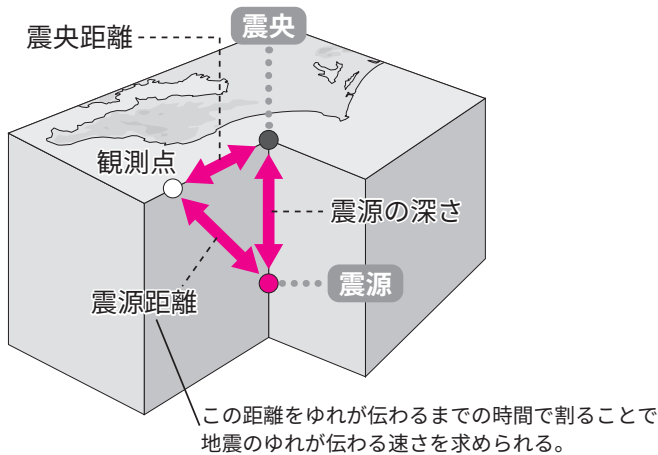 震央
震央距離
観測点
震源の深さ
震源
震源距離
この距離をゆれが伝わるまでの時間で割ることで
地震のゆれが伝わる速さを求められる。